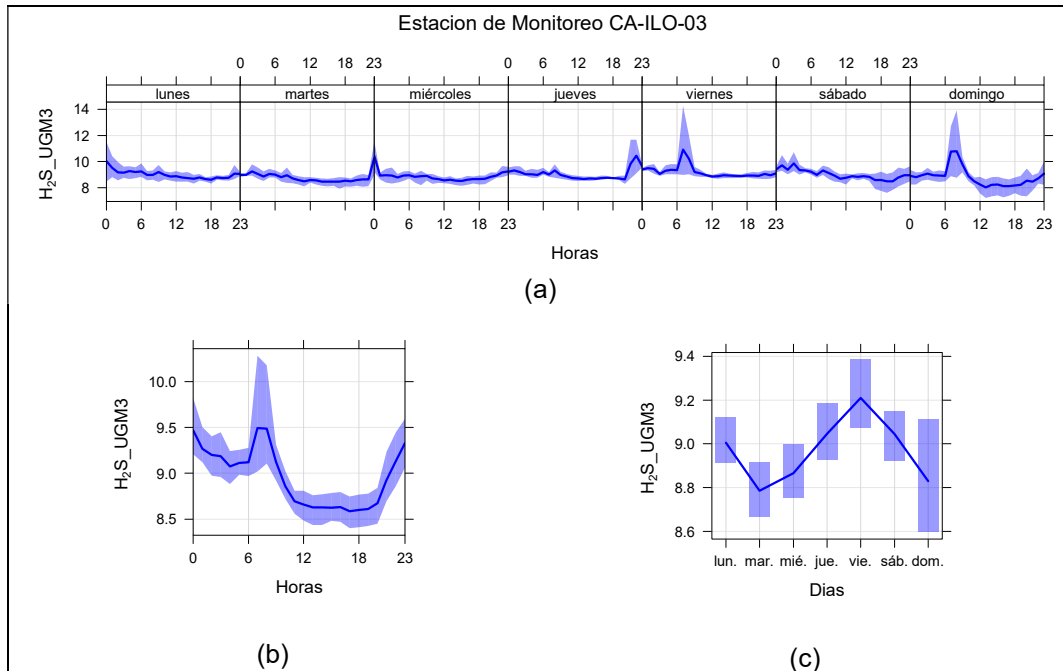 Estacion de Monitoreo CA-ILO-03
0 6 12 18 23 0 6 12 18 23 0 6 12 18 23
lunes martes miércoles jueves viernes sábado domingo
H₂S_UGM3
14
12
10
8
0 6 12 18 23 0 6 12 18 23 0 6 12 18 23 0 6 12 18 23
Horas
(a)
H₂S_UGM3
10.0
9.5
9.0
8.5
0 6 12 18 23
Horas
(b)
H₂S_UGM3
9.4
9.2
9.0
8.8
8.6
lun. mar. mié. jue. vie. sáb. dom.
Dias
(c)